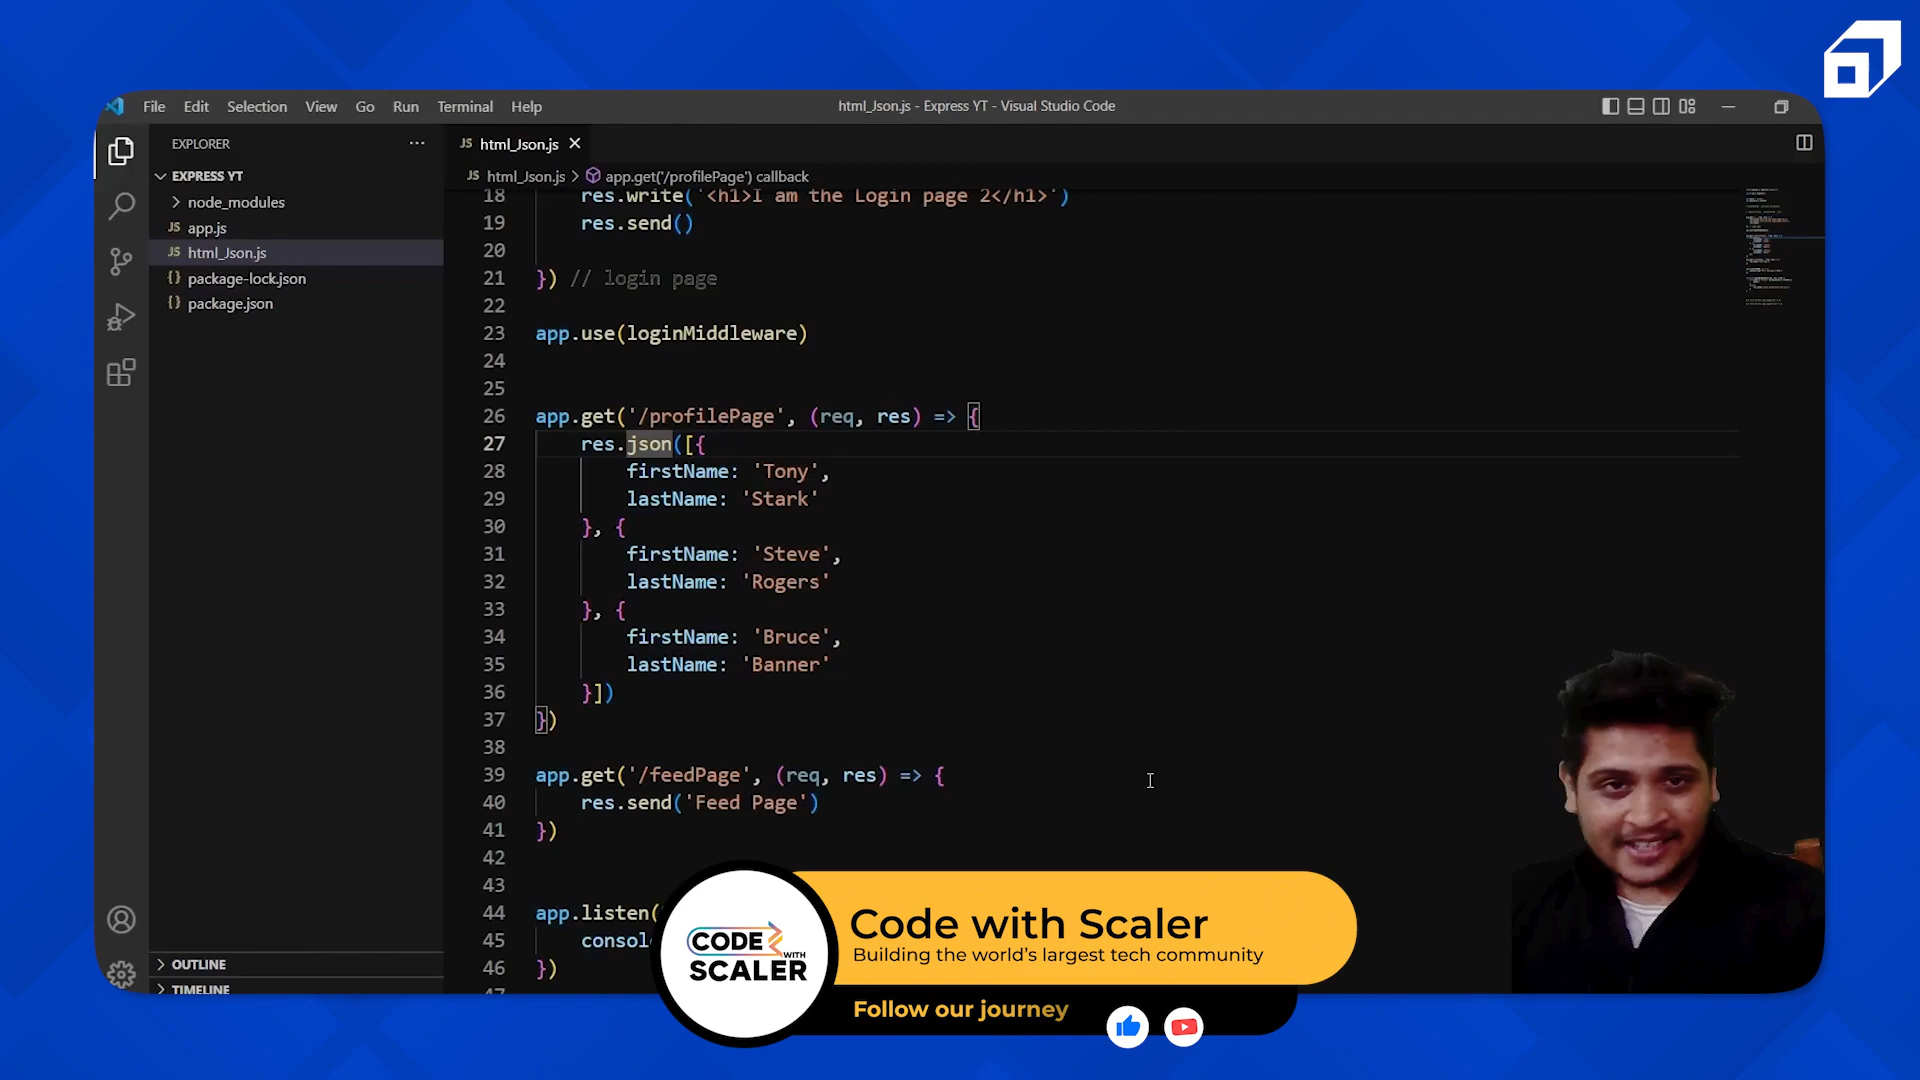 File Edit Selection View Go Run Terminal Help
html_Json.js - Express YT - Visual Studio Code
EXPLORER
EXPRESS YT
node_modules
JS app.js
JS html_Json.js
{} package-lock.json
{} package.json
OUTLINE
TIMELINE
JS html_Json.js
JS html_Json.js > app.get('/profilePage') callback
18 res.write('<h1>I am the Login page 2</h1>')
19 res.send()
20
21 }) // login page
22
23 app.use(loginMiddleware)
24
25
26 app.get('/profilePage', (req, res) => {
27 res.json([{
28 firstName: 'Tony',
29 lastName: 'Stark'
30 }, {
31 firstName: 'Steve',
32 lastName: 'Rogers'
33 }, {
34 firstName: 'Bruce',
35 lastName: 'Banner'
36 }])
37 })
38
39 app.get('/feedPage', (req, res) => {
40 res.send('Feed Page')
41 })
42
43
44 app.listen(
45 consol
46 })
CODE WITH
SCALER
Code with Scaler
Building the world's largest tech community
Follow our journey